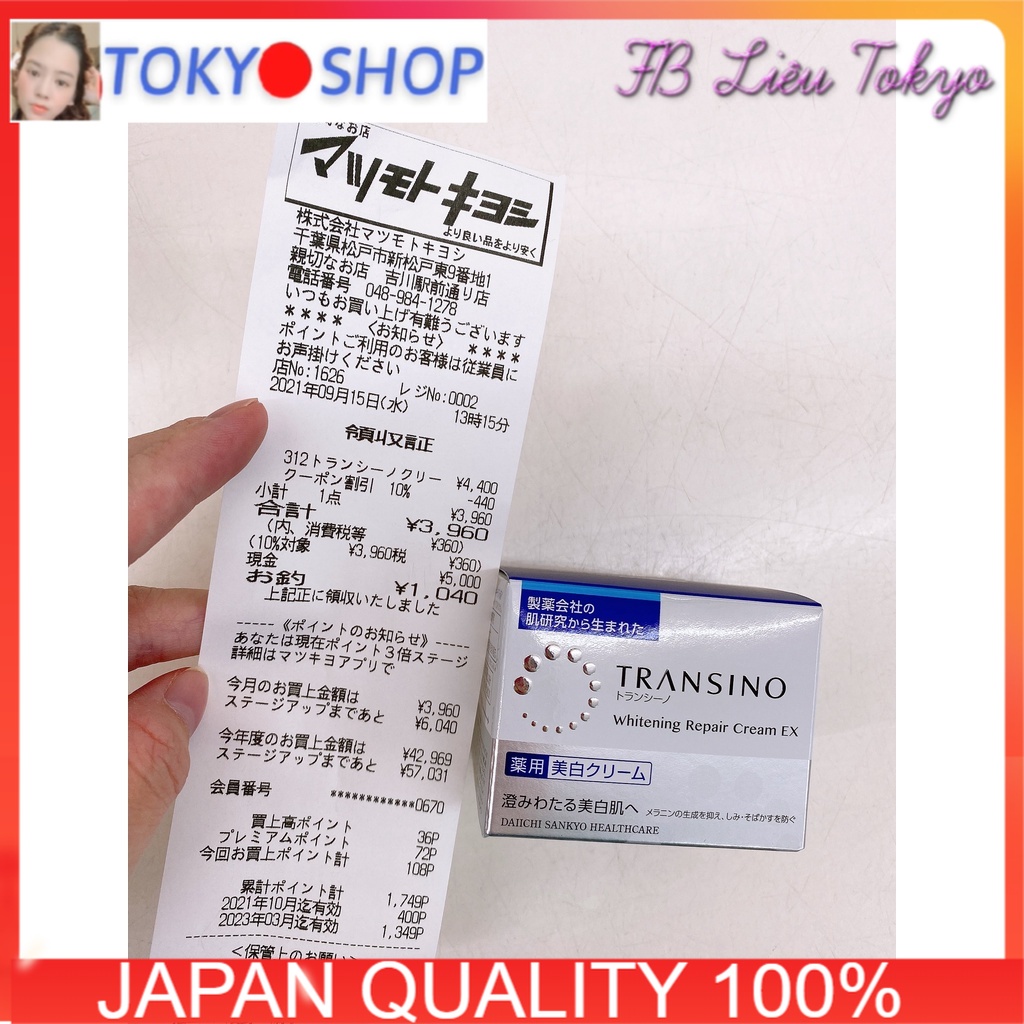 TOKYO SHOP
FB Liêu Tokyo
なお店
マツモトキヨシ
より良い品をより安く
株式会社マツモトキヨシ
千葉県松戸市新松戸東9番地1
親切なお店 吉川駅前通り店
電話番号 048-984-1278
いつもお買い上げ有難うございます
**** 〈お知らせ〉 ****
ポイントご利用のお客様は従業員に
お声掛けください
店No:1626 レジNo:0002
2021年09月15日(水) 13時15分
領収証
312トランシーノクリー ¥4,400
クーポン割引 10% -440
小計 1点 ¥3,960
合計 ¥3,960
(内、消費税等 ¥360)
(10%対象 ¥3,960税 ¥360)
現金 ¥5,000
お釣 ¥1,040
上記正に領収いたしました
-----《ポイントのお知らせ》-----
あなたは現在ポイント3倍ステージ
詳細はマツキヨアプリで
今月のお買上金額は ¥3,960
ステージアップまであと ¥6,040
今年度のお買上金額は ¥42,969
ステージアップまであと ¥57,031
会員番号 ************0670
買上高ポイント 36P
プレミアムポイント 72P
今回お買上ポイント計 108P
累計ポイント計 1,749P
2021年10月迄有効 400P
2023年03月迄有効 1,349P
<保管上のお願い>
製薬会社の
肌研究から生まれた
TRANSINO
トランシーノ
Whitening Repair Cream EX
薬用 美白クリーム
澄みわたる美白肌へ メラニンの生成を抑え、しみ・そばかすを防ぐ
DAIICHI SANKYO HEALTHCARE
JAPAN QUALITY 100%